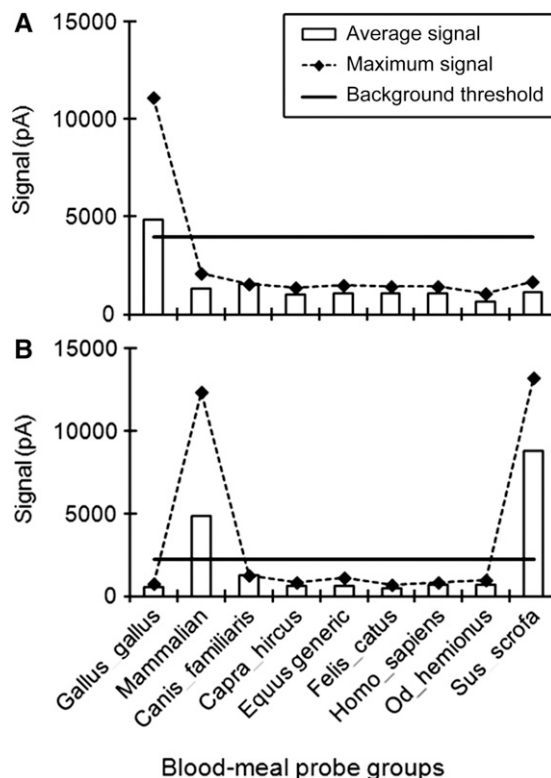 A
Average signal
Maximum signal
Background threshold
Signal (pA)
15000
10000
5000
0
B
Signal (pA)
15000
10000
5000
0
Gallus_gallus
Mammalian
Canis_familiaris
Capra_hircus
Equus generic
Felis_catus
Homo_sapiens
Od_hemionus
Sus_scrofa
Blood-meal probe groups